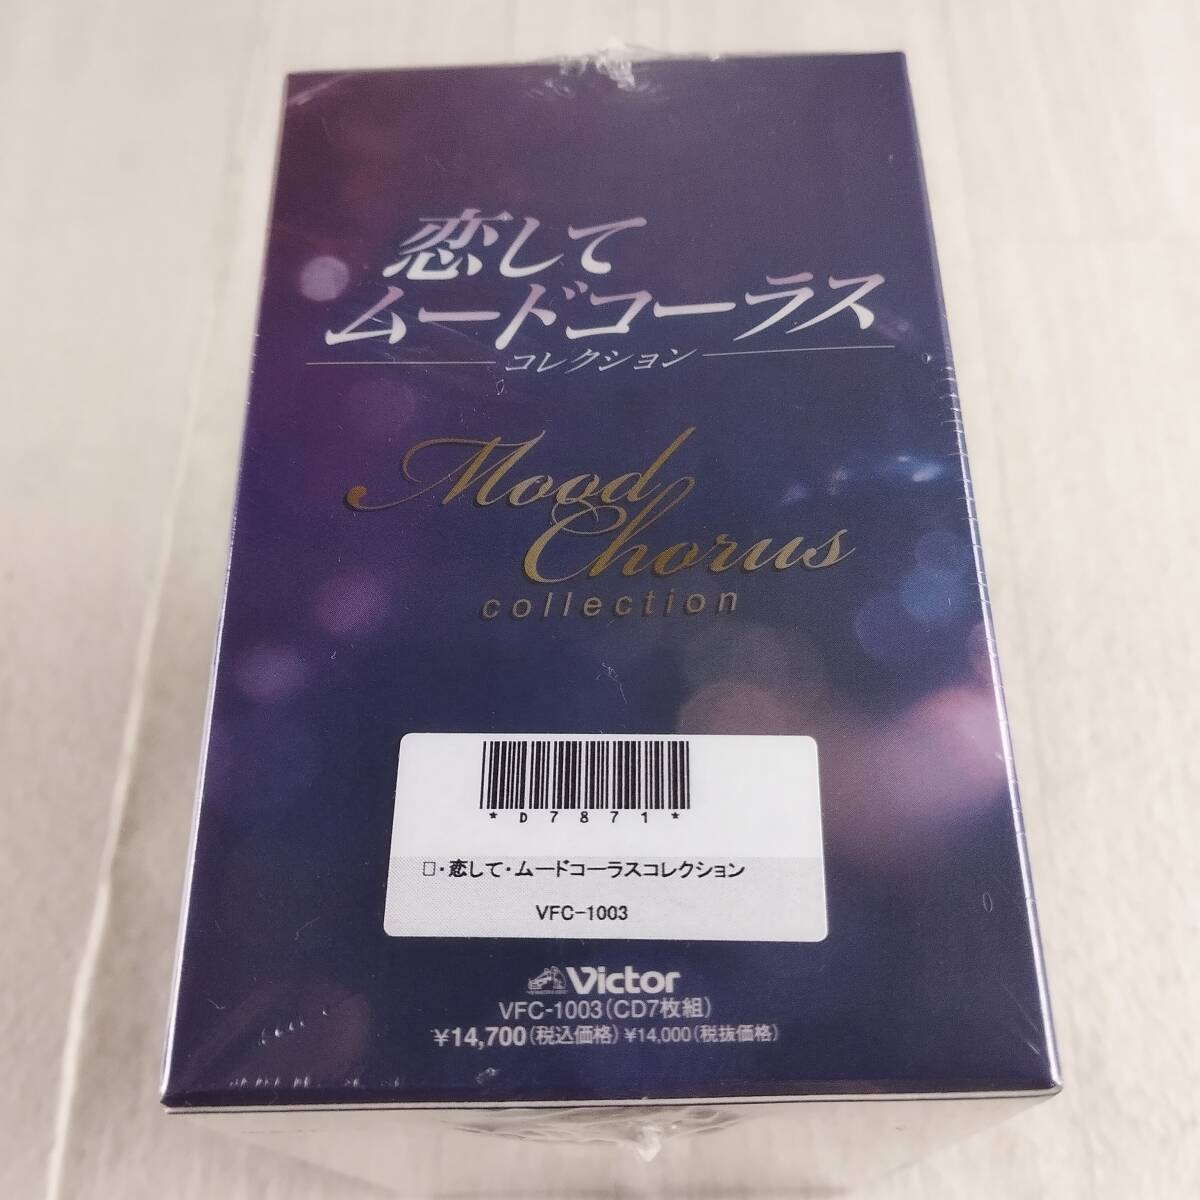 恋して
ムードコーラス
コレクション
Mood
Chorus
collection
*D7871*
□・恋して・ムードコーラスコレクション
VFC-1003
Victor
VFC-1003(CD7枚組)
￥14,700(税込価格) ￥14,000(税抜価格)